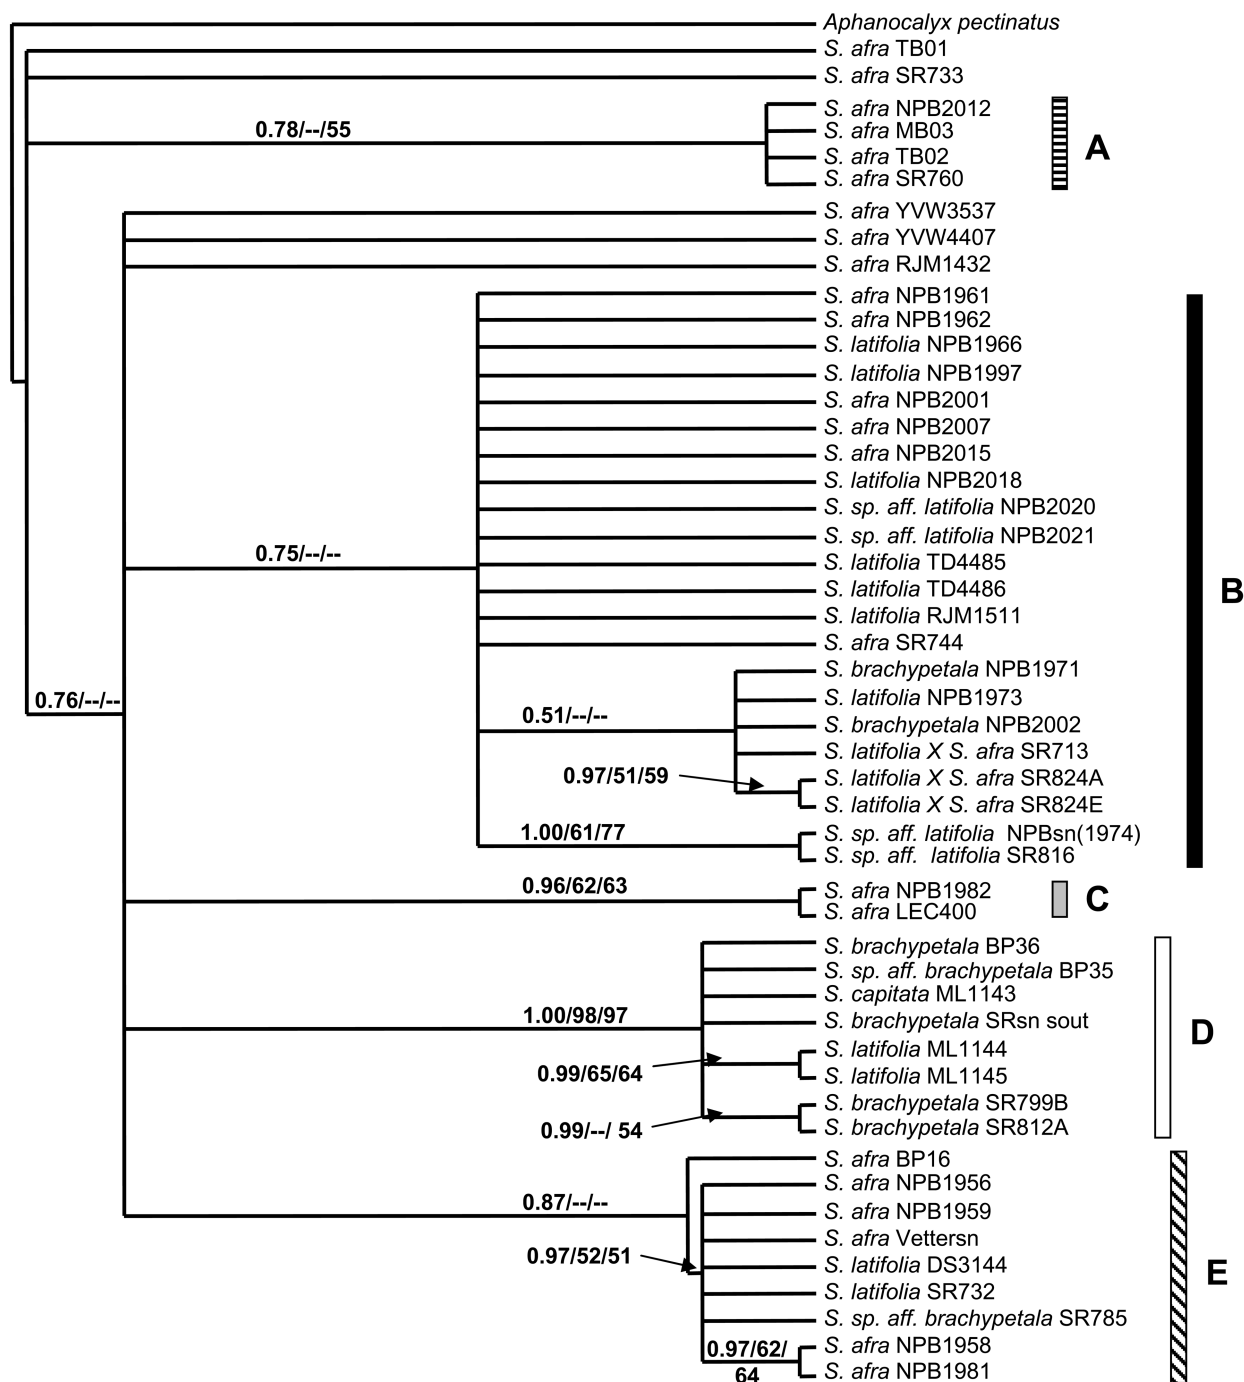 Aphanocalyx pectinatus
S. afra TB01
S. afra SR733
S. afra NPB2012
0.78/--/55
S. afra MB03
A
S. afra TB02
S. afra SR760
S. afra YVW3537
S. afra YVW4407
S. afra RJM1432
S. afra NPB1961
S. afra NPB1962
S. latifolia NPB1966
S. latifolia NPB1997
S. afra NPB2001
S. afra NPB2007
S. afra NPB2015
S. latifolia NPB2018
S. sp. aff. latifolia NPB2020
S. sp. aff. latifolia NPB2021
0.75/--/--
S. latifolia TD4485
S. latifolia TD4486
B
S. latifolia RJM1511
S. afra SR744
S. brachypetala NPB1971
0.76/--/--
S. latifolia NPB1973
0.51/--/--
S. brachypetala NPB2002
S. latifolia X S. afra SR713
0.97/51/59
S. latifolia X S. afra SR824A
S. latifolia X S. afra SR824E
1.00/61/77
S. sp. aff. latifolia NPBsn(1974)
S. sp. aff. latifolia SR816
0.96/62/63
S. afra NPB1982
C
S. afra LEC400
S. brachypetala BP36
S. sp. aff. brachypetala BP35
S. capitata ML1143
1.00/98/97
S. brachypetala SRsn sout
D
S. latifolia ML1144
0.99/65/64
S. latifolia ML1145
S. brachypetala SR799B
0.99/--/ 54
S. brachypetala SR812A
S. afra BP16
S. afra NPB1956
0.87/--/--
S. afra NPB1959
S. afra Vettersn
0.97/52/51
S. latifolia DS3144
E
S. latifolia SR732
S. sp. aff. brachypetala SR785
0.97/62/
64
S. afra NPB1958
S. afra NPB1981